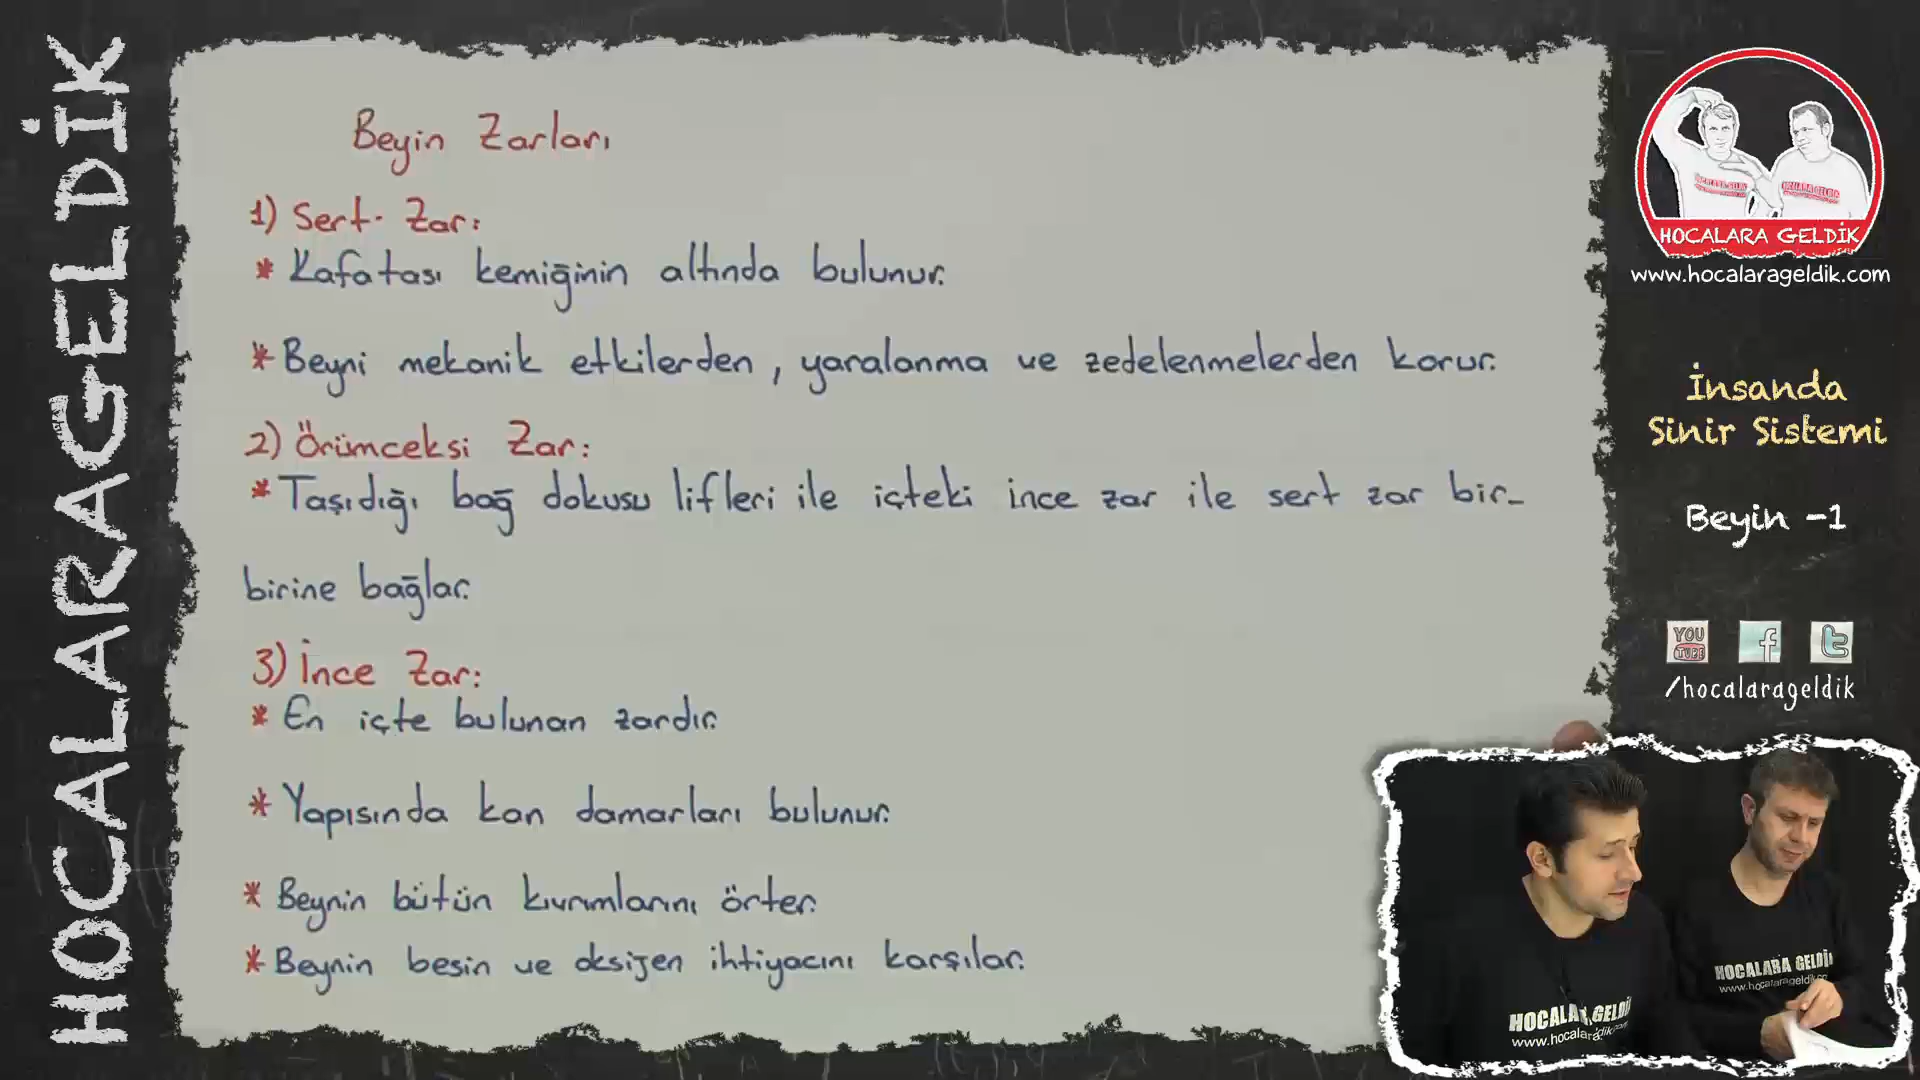 HOCALARAGELDİK
Beyin Zarları
1) Sert Zar:
* Kafatası kemiğinin altında bulunur.
* Beyni mekanik etkilerden, yaralanma ve zedelenmelerden korur.
2) Örümceksi Zar:
* Taşıdığı bağ dokusu lifleri ile içteki ince zar ile sert zar bir-
birine bağlar.
3) İnce Zar:
* En içte bulunan zardır.
* Yapısında kan damarları bulunur.
* Beynin bütün kıvrımlarını örter.
* Beynin besin ve oksijen ihtiyacını karşılar.
HOCALARA GELDİK
www.hocalarageldik.com
İnsanda
Sinir Sistemi
Beyin -1
YOU
TUBE
f
t
/hocalarageldik
HOCALARA GELDİ
HOCALARA GELDİ